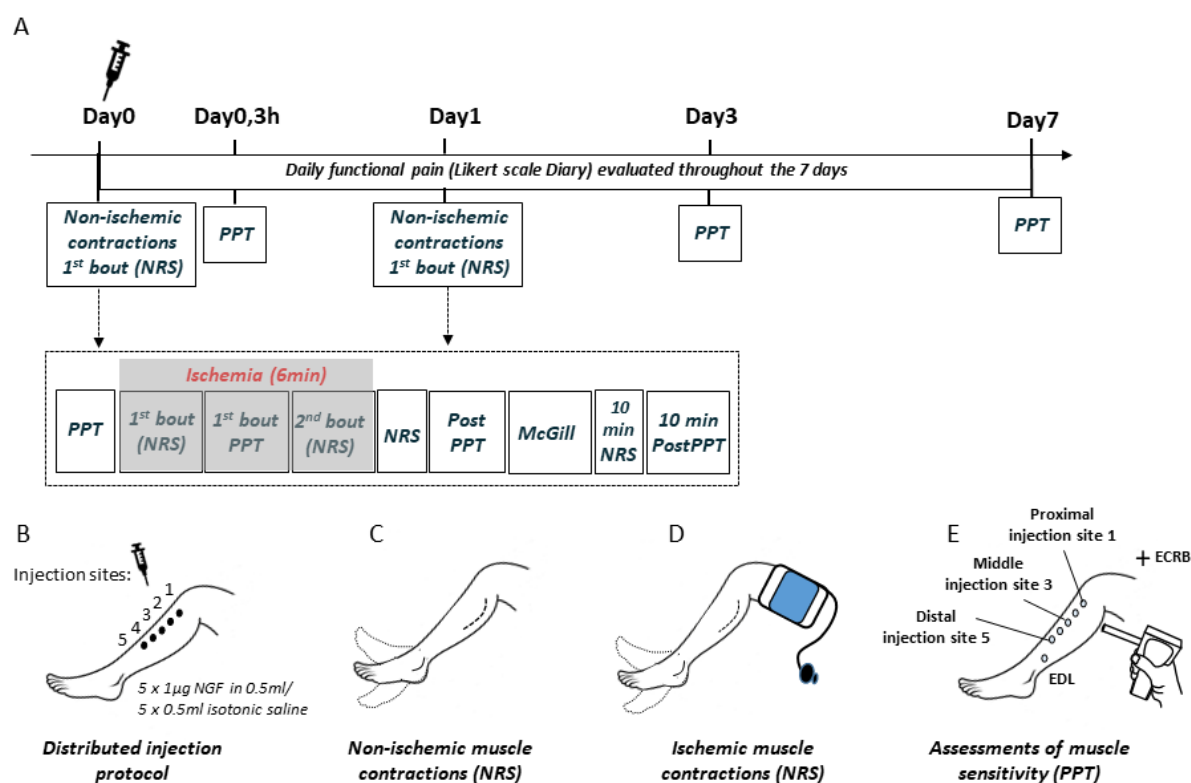 A
Day0
Day0,3h
Day1
Day3
Day7
Daily functional pain (Likert scale Diary) evaluated throughout the 7 days
Non-ischemic
contractions
1st bout (NRS)
PPT
Non-ischemic
contractions
1st bout (NRS)
PPT
PPT
Ischemia (6min)
PPT
1st bout
(NRS)
1st bout
PPT
2nd bout
(NRS)
NRS
Post
PPT
McGill
10
min
NRS
10 min
PostPPT
B
Injection sites:
1
2
3
4
5
5 x 1µg NGF in 0.5ml/
5 x 0.5ml isotonic saline
Distributed injection
protocol
C
Non-ischemic muscle
contractions (NRS)
D
Ischemic muscle
contractions (NRS)
E
Proximal
injection site 1
+ ECRB
Middle
injection site 3
Distal
injection site 5
EDL
Assessments of muscle
sensitivity (PPT)